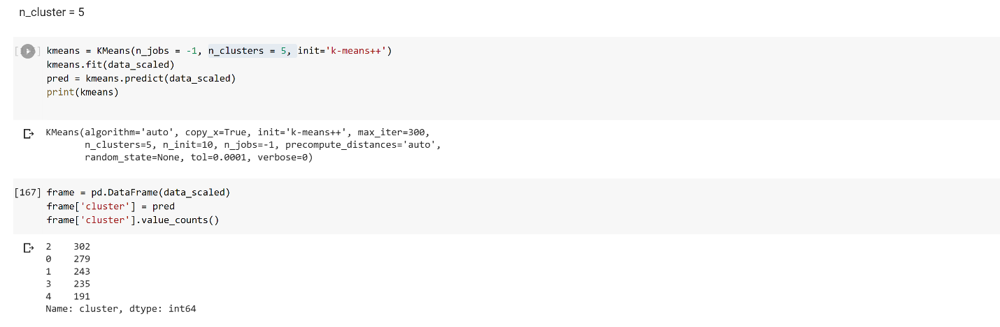 n_cluster = 5
kmeans = KMeans(n_jobs = -1, n_clusters = 5, init='k-means++')
kmeans.fit(data_scaled)
pred = kmeans.predict(data_scaled)
print(kmeans)
KMeans(algorithm='auto', copy_x=True, init='k-means++', max_iter=300,
n_clusters=5, n_init=10, n_jobs=-1, precompute_distances='auto',
random_state=None, tol=0.0001, verbose=0)
[167] frame = pd.DataFrame(data_scaled)
frame['cluster'] = pred
frame['cluster'].value_counts()
2 302
0 279
1 243
3 235
4 191
Name: cluster, dtype: int64